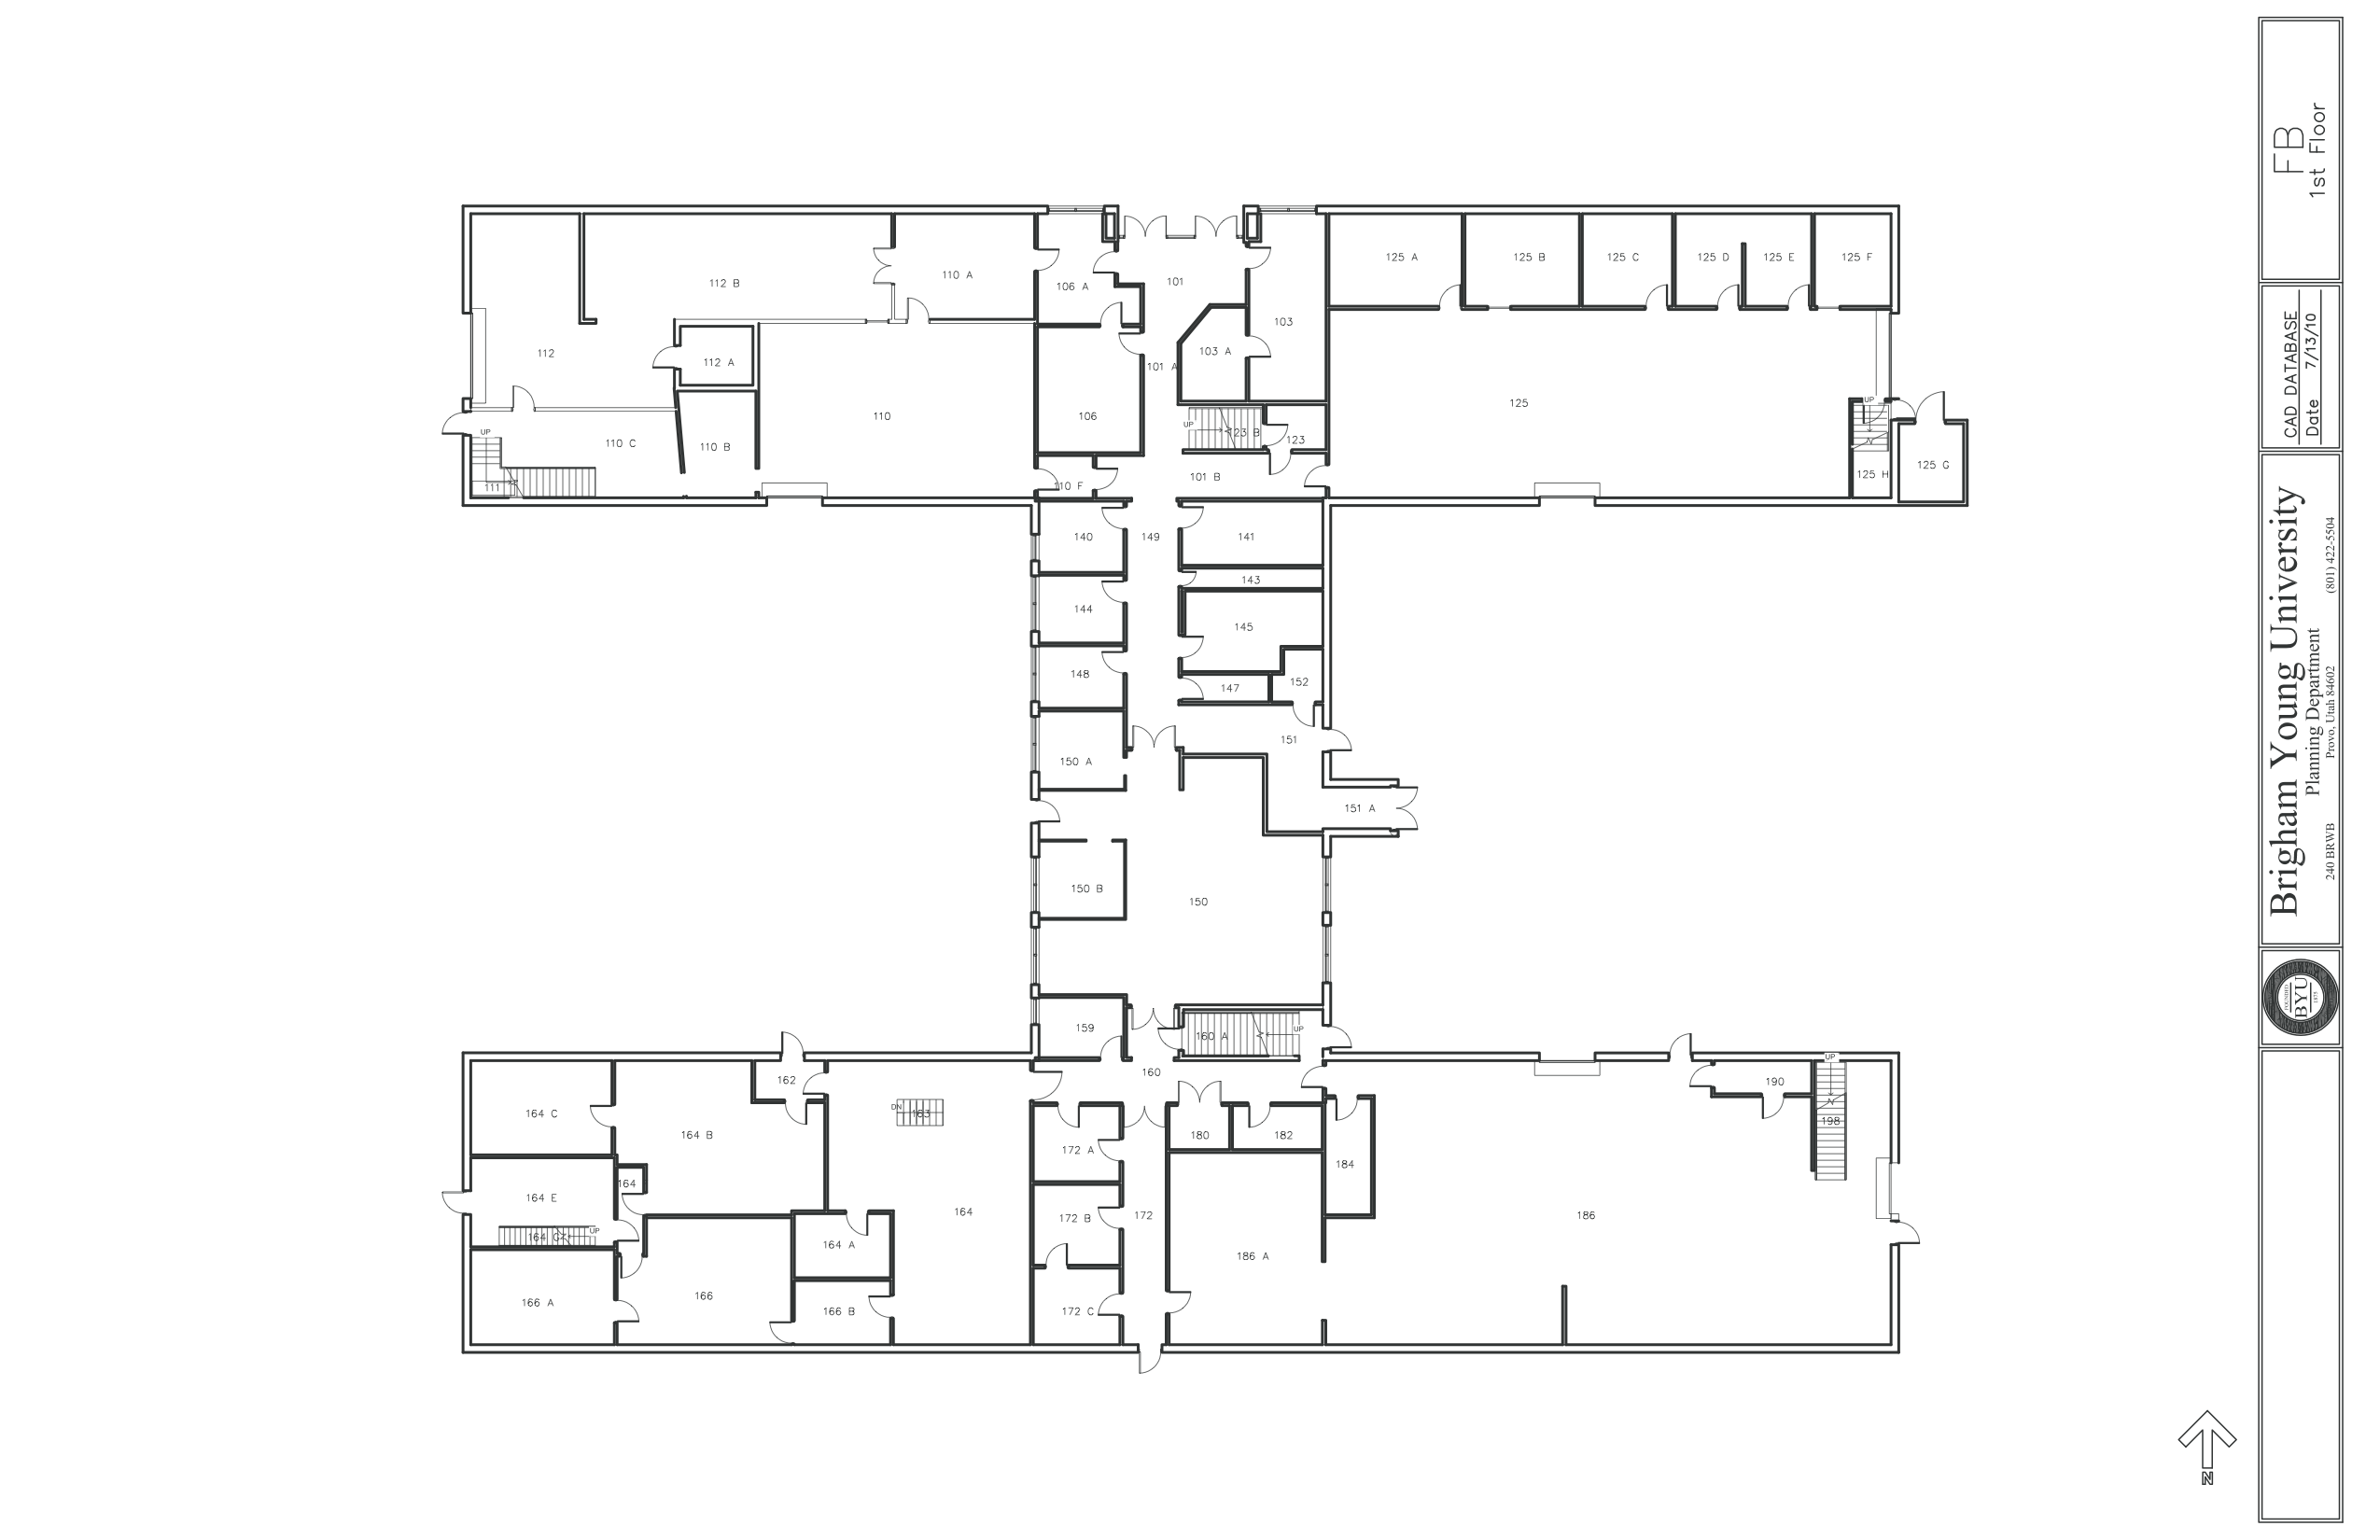 112 B
110 A
106 A
101
125 A
125 B
125 C
125 D
125 E
125 F
112
112 A
103
103 A
101 A
110
106
125
UP
UP
UP
110 C
110 B
123 B
123
111
110 F
101 B
125 H
125 G
140
149
141
143
144
145
148
147
152
150 A
151
151 A
150 B
150
159
160 A
UP
162
160
UP
190
164 C
DN
163
164 B
180
182
198
172 A
184
164
164 E
164
172
172 B
186
UP
164 G
164 A
186 A
166 A
166
166 B
172 C
N
FB
1st Floor
CAD DATABASE
Date 7/13/10
Brigham Young University
Planning Department
240 BRWB Provo, Utah 84602 (801) 422-5504
FOUNDED
BYU
1875